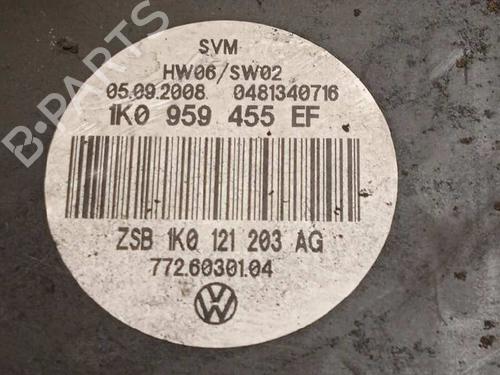 SVM
HW06/SW02
05.09.2008 0481340716
1K0 959 455 EF
ZSB 1K0 121 203 AG
772.60301.04
VW
B-PARTS